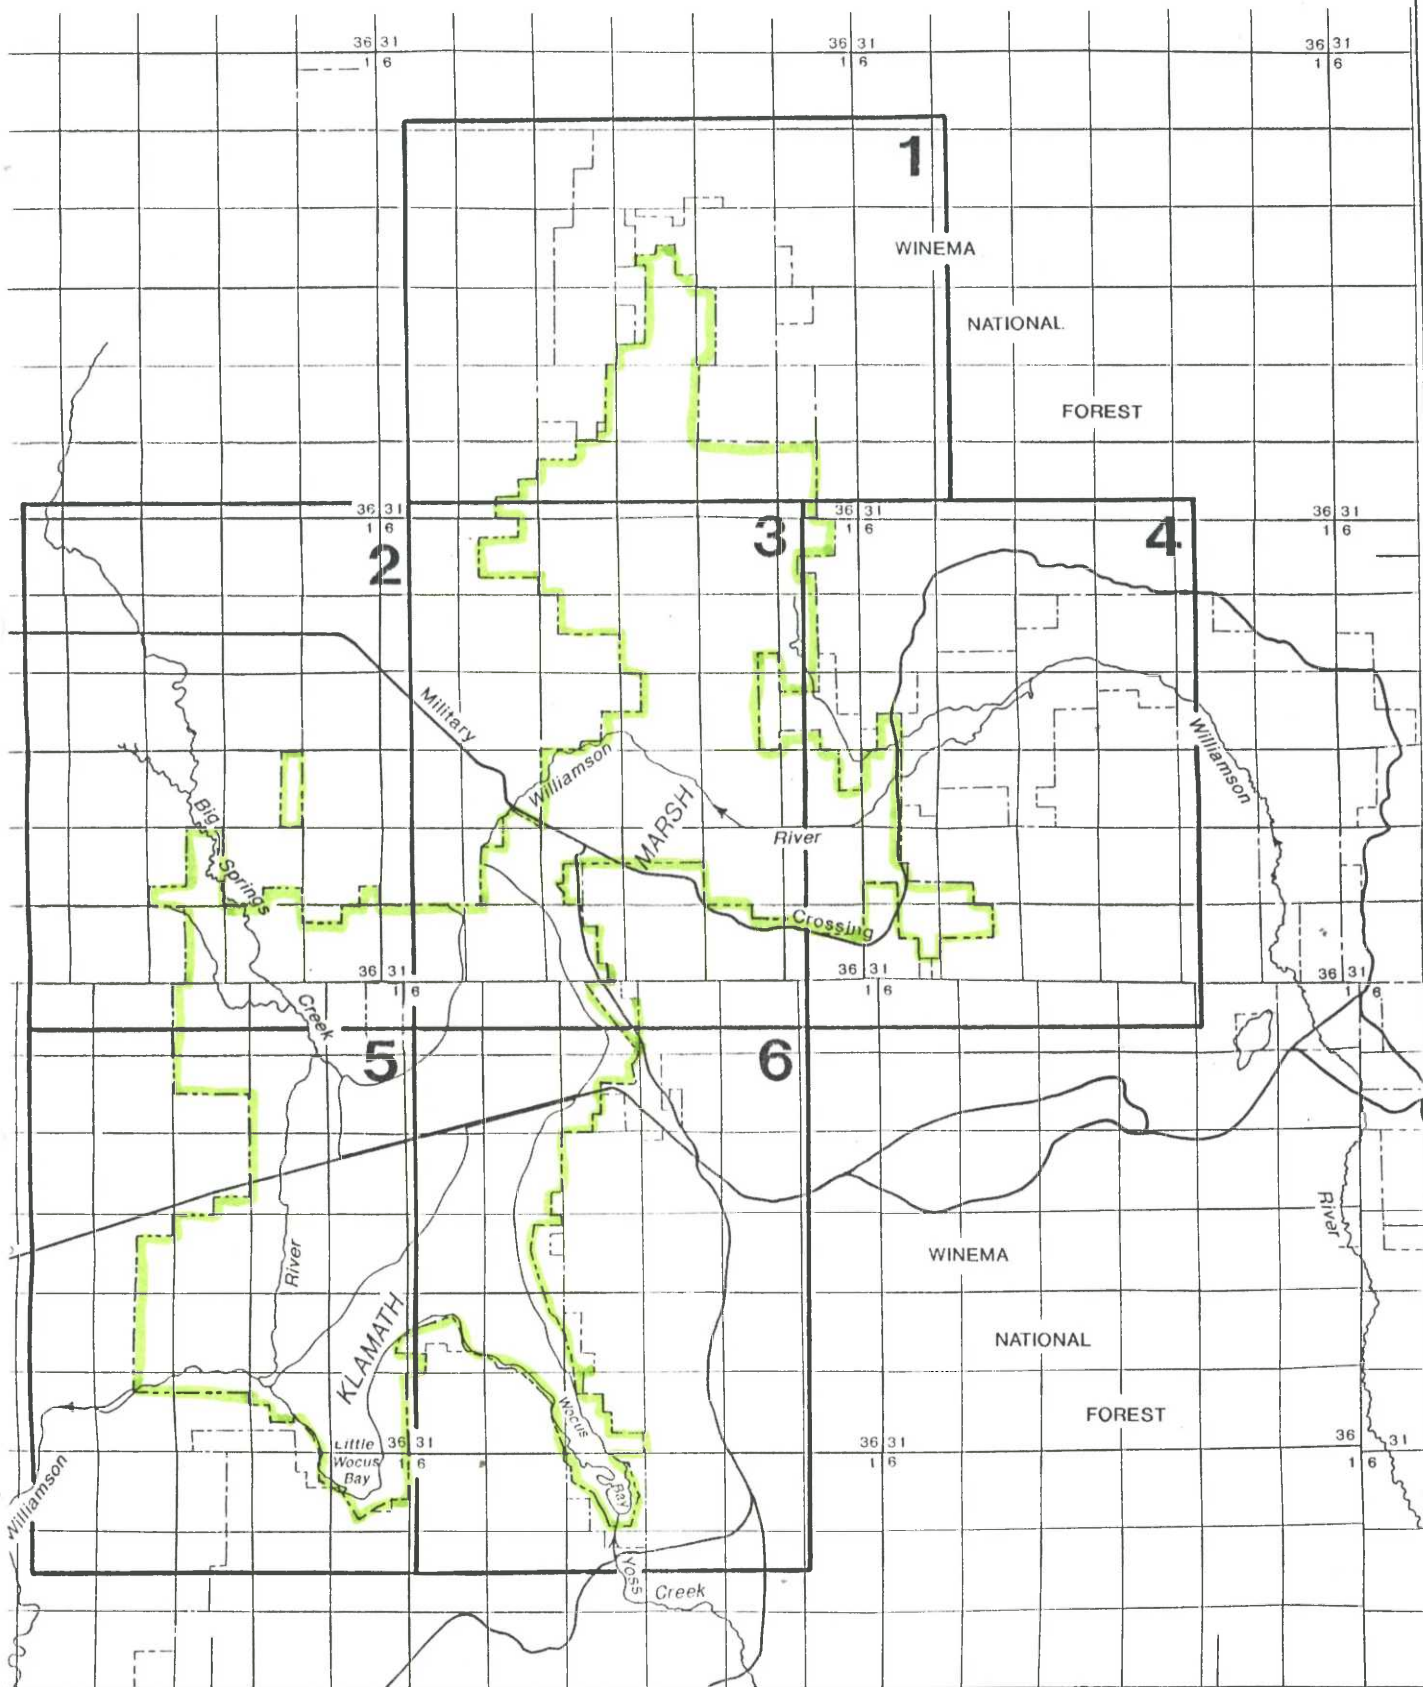 36 31
1 6
36 31
1 6
36 31
1 6
1
WINEMA
NATIONAL
FOREST
36 31
1 6
2
3
36 31
1 6
4
36 31
1 6
Military
Williamson
Williamson
MARSH
River
Big
Springs
Crossing
36 31
1 6
36 31
1 6
36 31
1 6
Creek
5
6
River
River
WINEMA
KLAMATH
NATIONAL
FOREST
Wocus
Bay
Little
Wocus
Bay
36 31
1 6
36 31
1 6
36 31
1 6
Williamson
Yoss
Creek